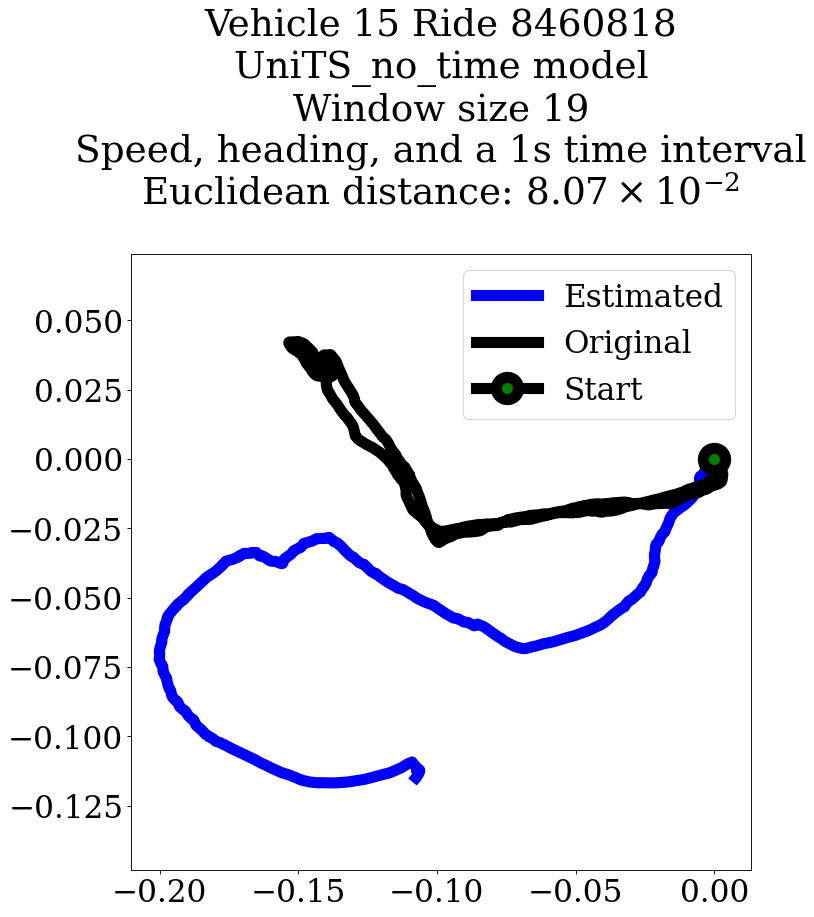 Vehicle 15 Ride 8460818
UniTS_no_time model
Window size 19
Speed, heading, and a 1s time interval
Euclidean distance: 8.07 × 10⁻²
Estimated
Original
Start
0.050
0.025
0.000
−0.025
−0.050
−0.075
−0.100
−0.125
−0.20 −0.15 −0.10 −0.05 0.00